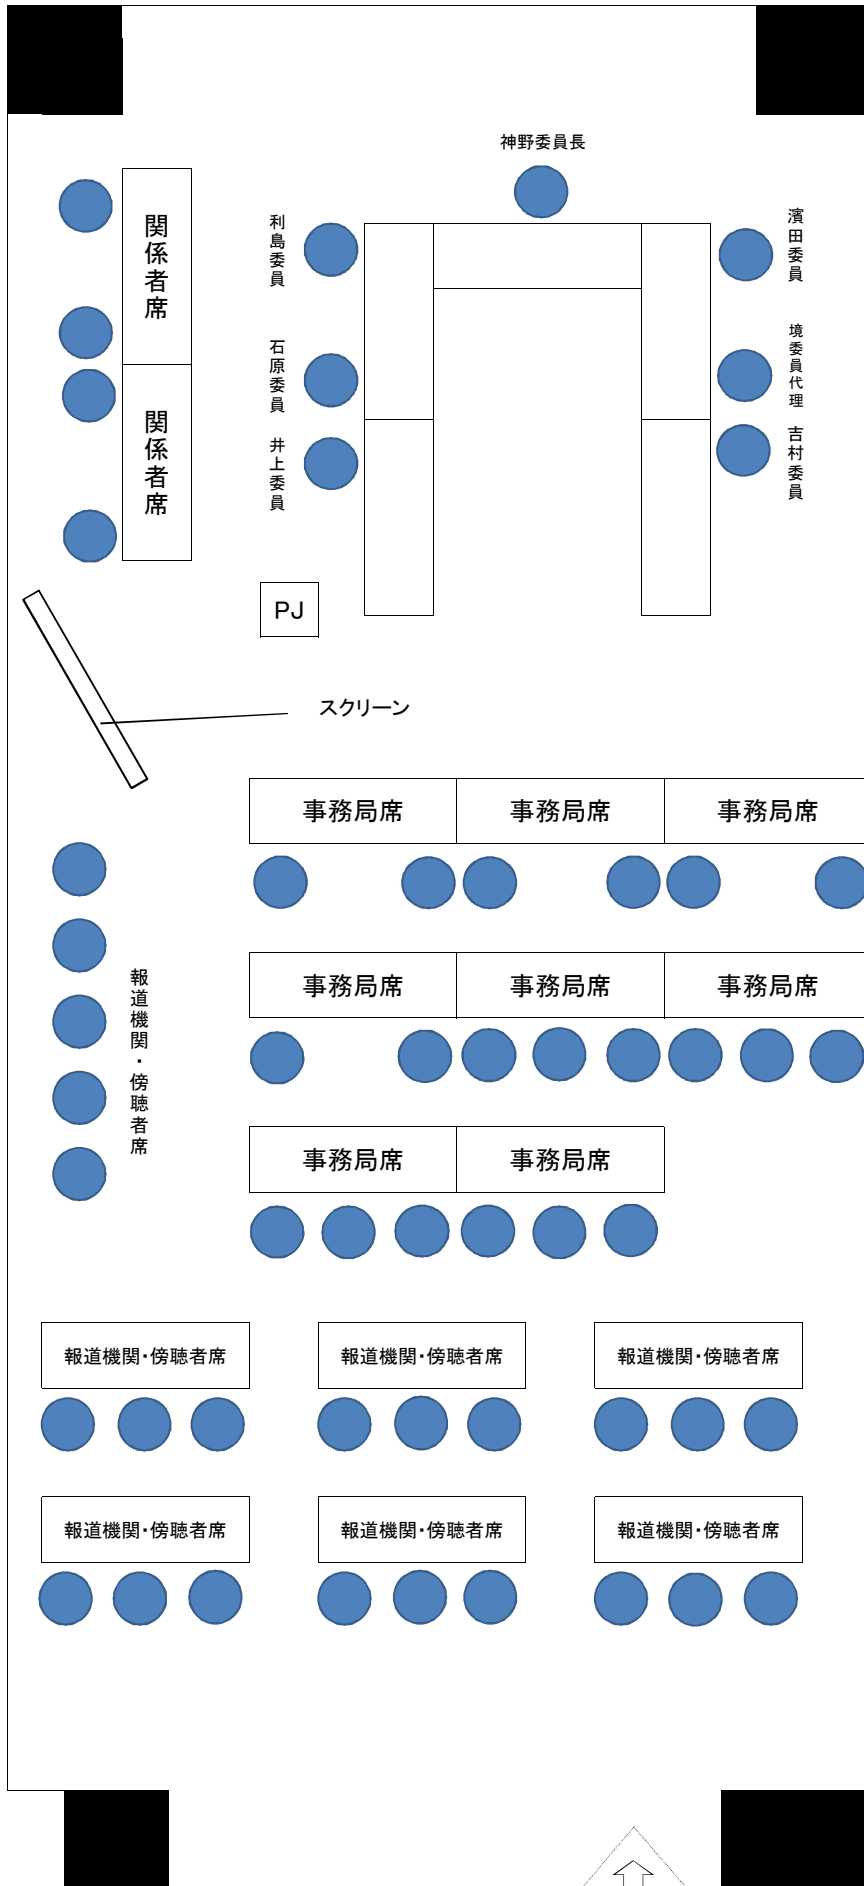 神野委員長
関係者席
利島委員
濱田委員
石原委員
境委員代理
関係者席
井上委員
吉村委員
PJ
スクリーン
事務局席
事務局席
事務局席
報道機関・傍聴者席
事務局席
事務局席
事務局席
事務局席
事務局席
報道機関・傍聴者席
報道機関・傍聴者席
報道機関・傍聴者席
報道機関・傍聴者席
報道機関・傍聴者席
報道機関・傍聴者席